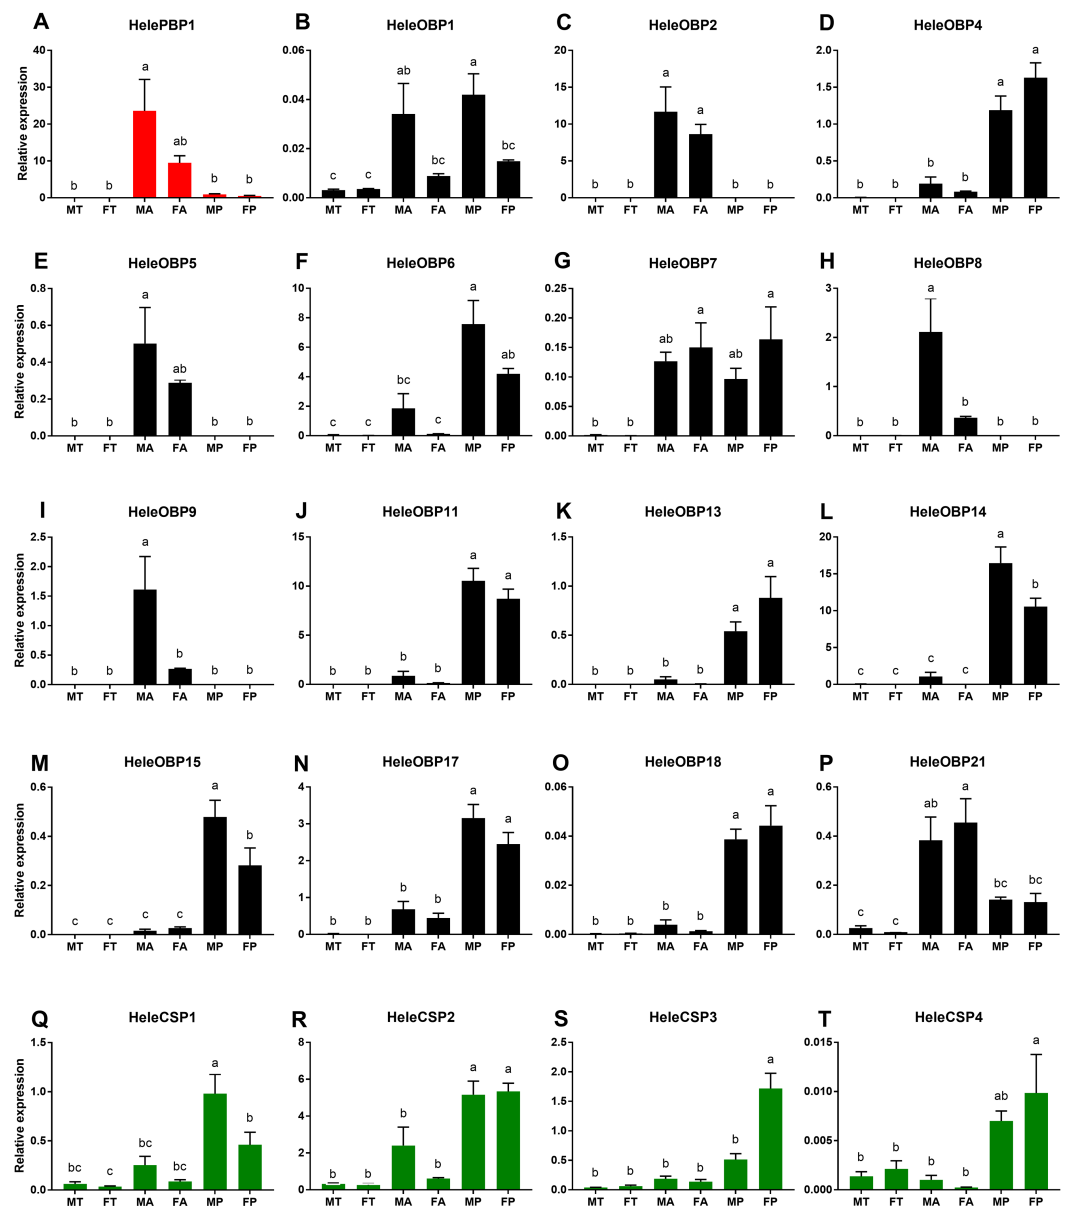 A HelePBP1
Relative expression
40
30
20
10
0
a
ab
b b b b
MT FT MA FA MP FP
B HeleOBP1
0.06
0.04
0.02
0.00
c c ab bc a bc
MT FT MA FA MP FP
C HeleOBP2
20
15
10
5
0
b b a a b b
MT FT MA FA MP FP
D HeleOBP4
2.0
1.5
1.0
0.5
0.0
b b b b a a
MT FT MA FA MP FP
E HeleOBP5
Relative expression
0.8
0.6
0.4
0.2
0.0
b b a ab b b
MT FT MA FA MP FP
F HeleOBP6
10
8
6
4
2
0
c c bc c a ab
MT FT MA FA MP FP
G HeleOBP7
0.25
0.20
0.15
0.10
0.05
0.00
b b ab a ab a
MT FT MA FA MP FP
H HeleOBP8
3
2
1
0
b b a b b b
MT FT MA FA MP FP
I HeleOBP9
Relative expression
2.5
2.0
1.5
1.0
0.5
0.0
b b a b b b
MT FT MA FA MP FP
J HeleOBP11
15
10
5
0
b b b b a a
MT FT MA FA MP FP
K HeleOBP13
1.5
1.0
0.5
0.0
b b b b a a
MT FT MA FA MP FP
L HeleOBP14
20
15
10
5
0
c c c c a b
MT FT MA FA MP FP
M HeleOBP15
Relative expression
0.6
0.4
0.2
0.0
c c c c a b
MT FT MA FA MP FP
N HeleOBP17
4
3
2
1
0
b b b b a a
MT FT MA FA MP FP
O HeleOBP18
0.06
0.04
0.02
0.00
b b b b a a
MT FT MA FA MP FP
P HeleOBP21
0.6
0.4
0.2
0.0
c c ab a bc bc
MT FT MA FA MP FP
Q HeleCSP1
Relative expression
1.5
1.0
0.5
0.0
bc c bc bc a b
MT FT MA FA MP FP
R HeleCSP2
8
6
4
2
0
b b b b a a
MT FT MA FA MP FP
S HeleCSP3
2.5
2.0
1.5
1.0
0.5
0.0
b b b b b a
MT FT MA FA MP FP
T HeleCSP4
0.015
0.010
0.005
0.000
b b b b ab a
MT FT MA FA MP FP